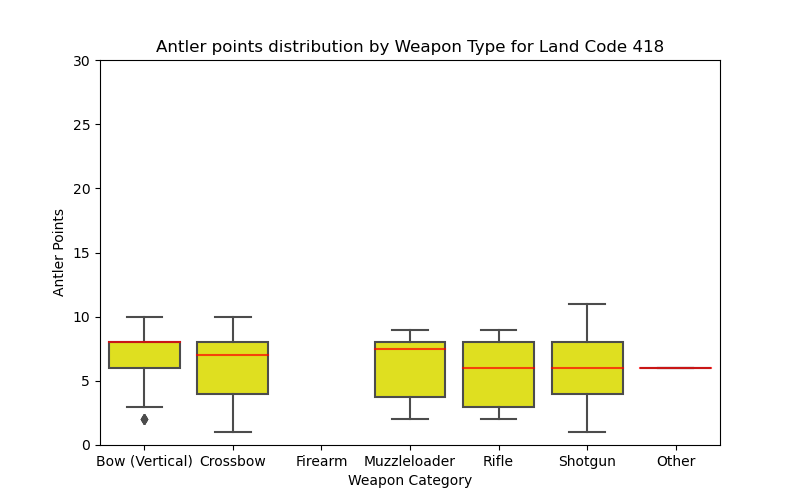 Antler points distribution by Weapon Type for Land Code 418
30
25
20
15
10
5
0
Antler Points
Bow (Vertical) Crossbow Firearm Muzzleloader Rifle Shotgun Other
Weapon Category